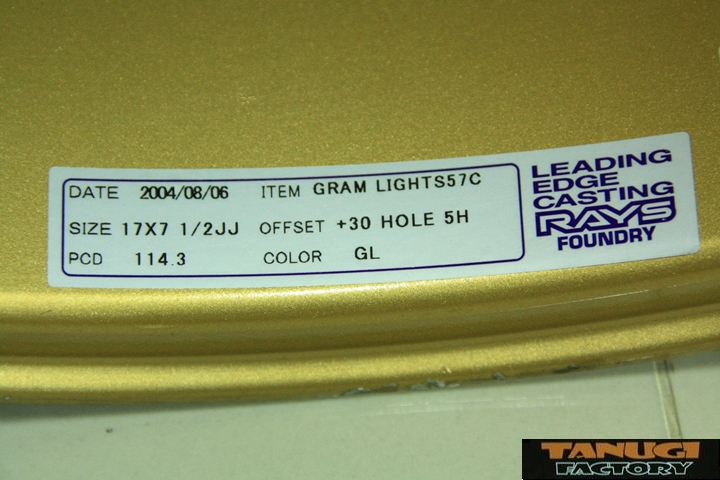 DATE 2004/08/06 ITEM GRAM LIGHTS57C
SIZE 17X7 1/2JJ OFFSET +30 HOLE 5H
PCD 114.3 COLOR GL
LEADING
EDGE
CASTING
RAYS
FOUNDRY
TANUGI
FACTORY